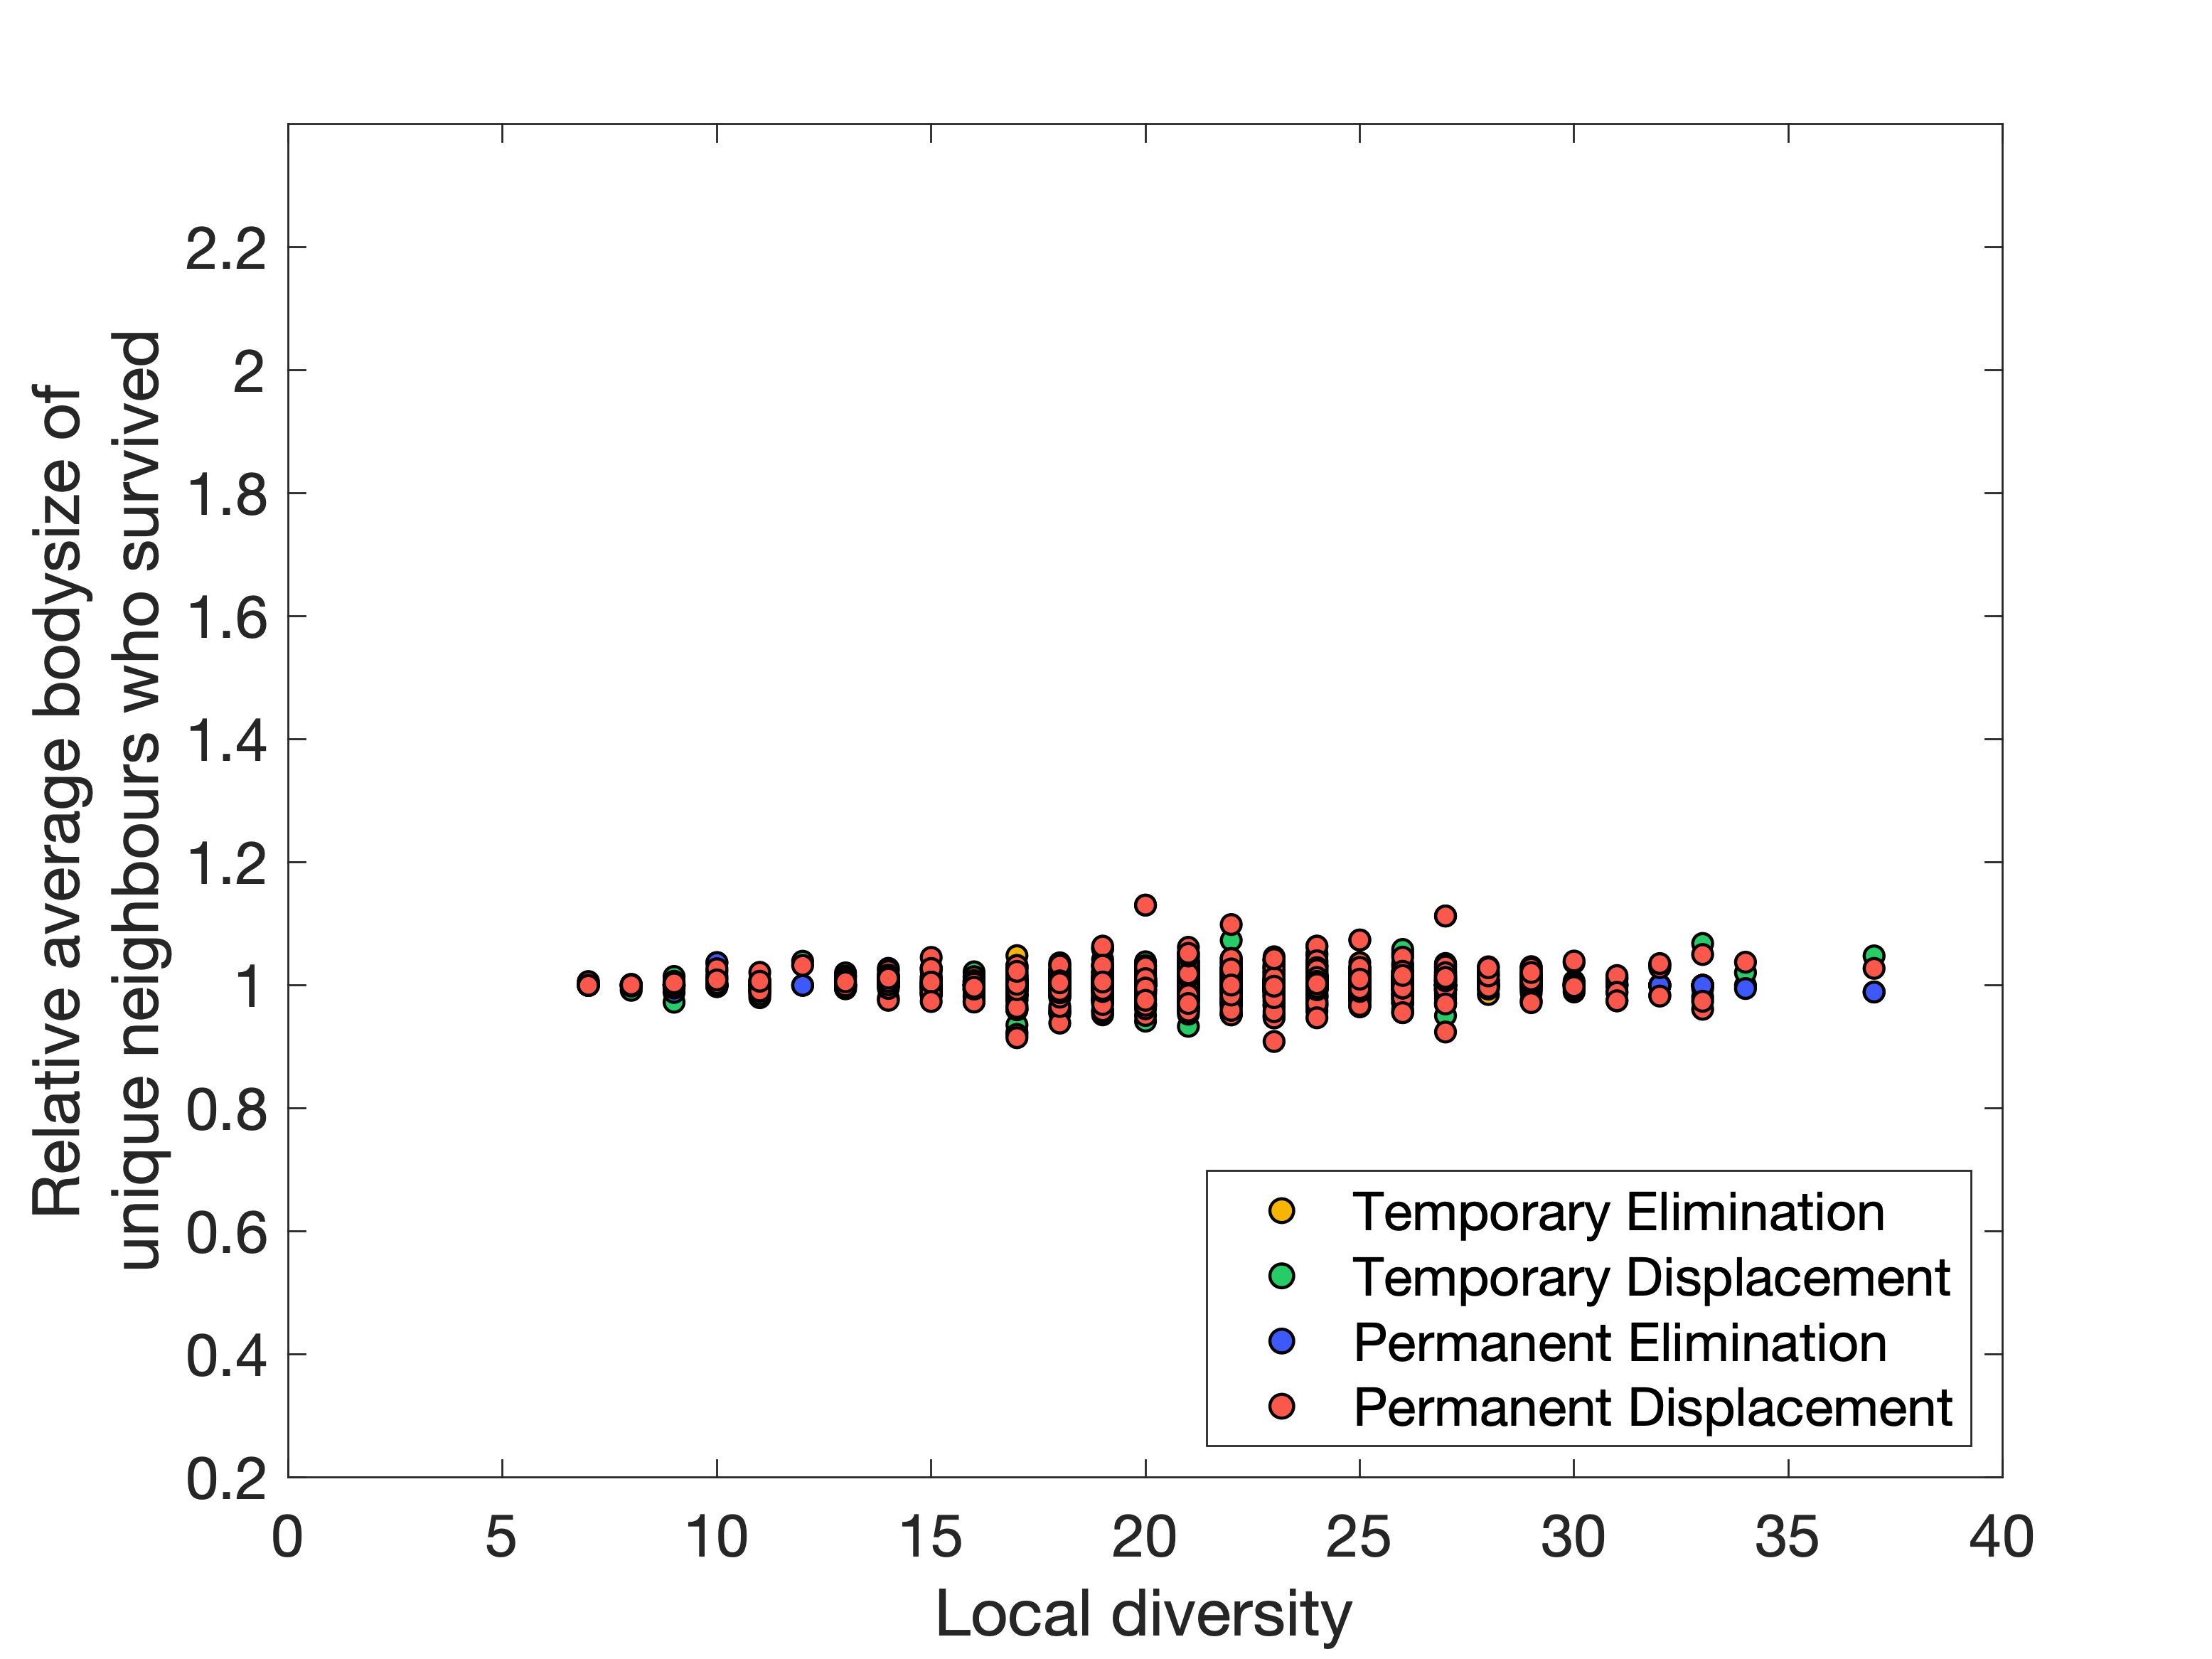 Relative average bodysize of
unique neighbours who survived
2.2
2
1.8
1.6
1.4
1.2
1
0.8
0.6
0.4
0.2
Temporary Elimination
Temporary Displacement
Permanent Elimination
Permanent Displacement
0 5 10 15 20 25 30 35 40
Local diversity